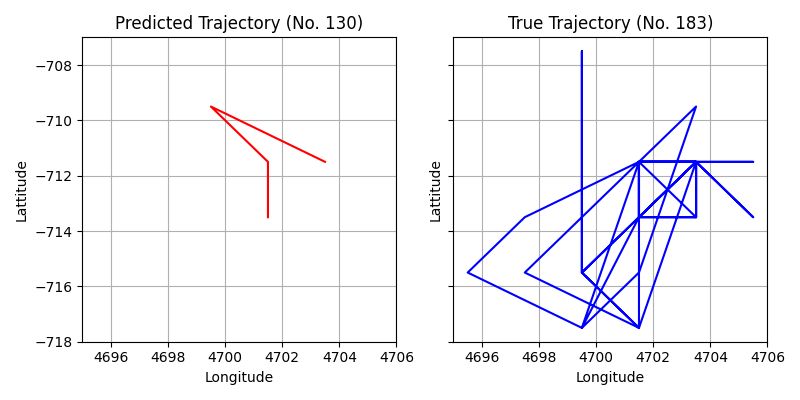 Predicted Trajectory (No. 130)
True Trajectory (No. 183)
−708
−710
−712
−714
−716
−718
Lattitude
Lattitude
4696 4698 4700 4702 4704 4706
4696 4698 4700 4702 4704 4706
Longitude
Longitude